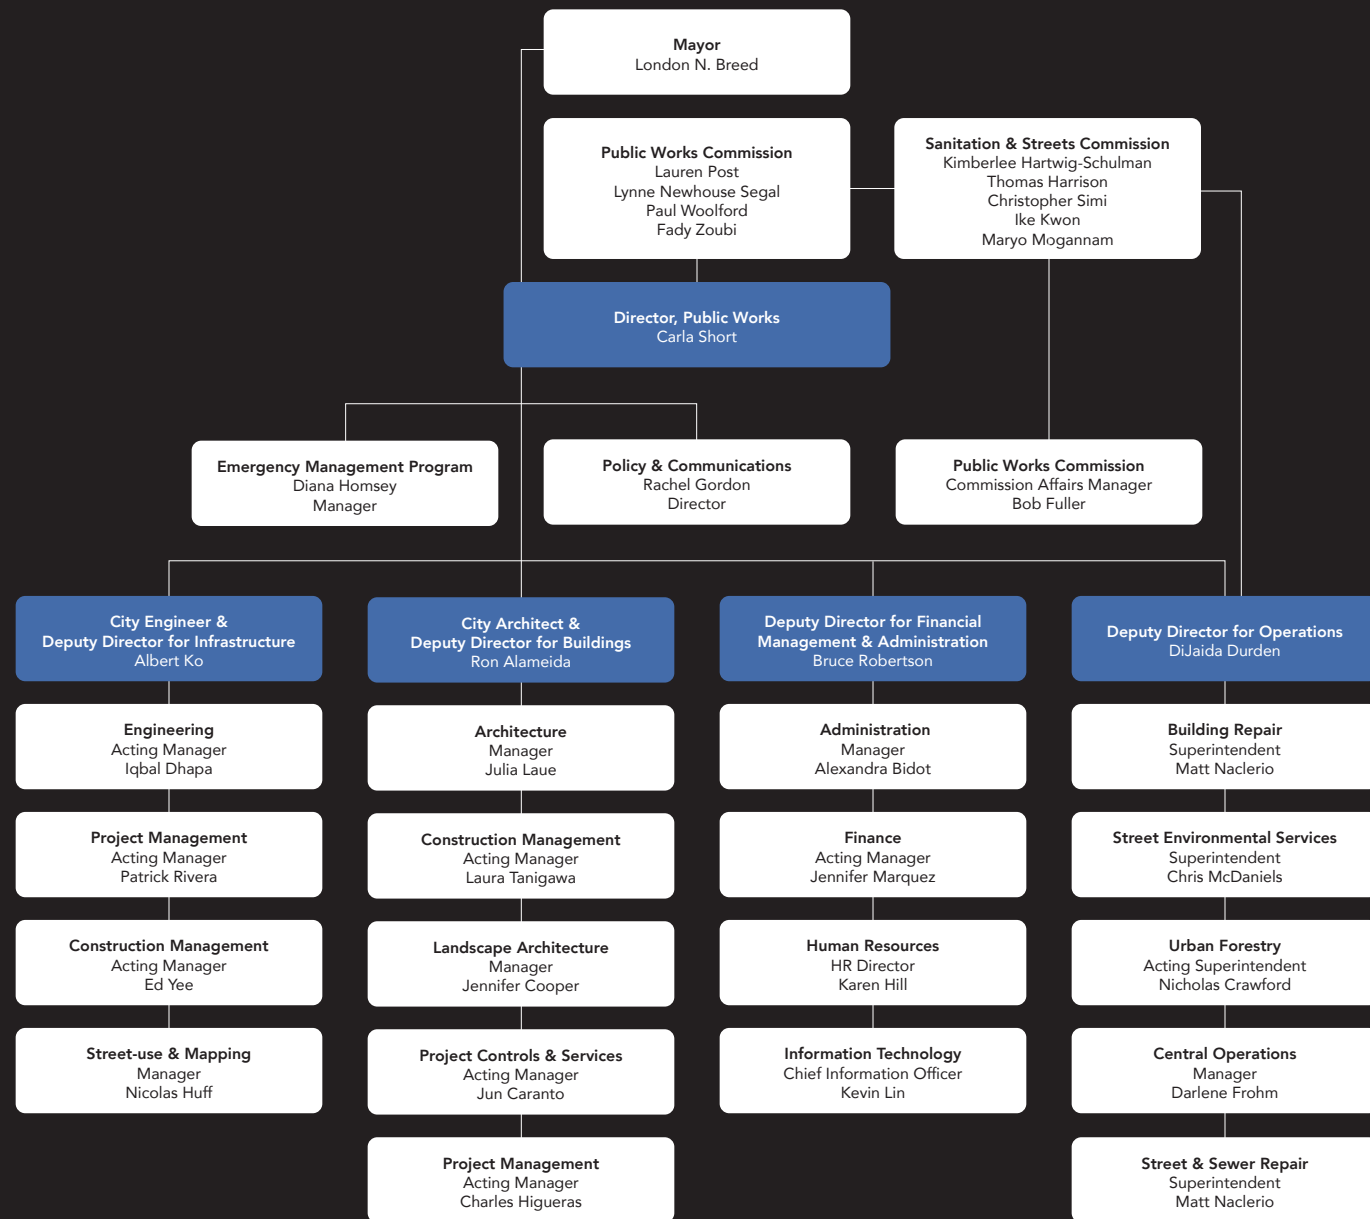 Mayor
London N. Breed
Public Works Commission
Lauren Post
Lynne Newhouse Segal
Paul Woolford
Fady Zoubi
Sanitation & Streets Commission
Kimberlee Hartwig-Schulman
Thomas Harrison
Christopher Simi
Ike Kwon
Maryo Mogannam
Director, Public Works
Carla Short
Emergency Management Program
Diana Homsey
Manager
Policy & Communications
Rachel Gordon
Director
Public Works Commission
Commission Affairs Manager
Bob Fuller
City Engineer &
Deputy Director for Infrastructure
Albert Ko
City Architect &
Deputy Director for Buildings
Ron Alameida
Deputy Director for Financial
Management & Administration
Bruce Robertson
Deputy Director for Operations
DiJaida Durden
Engineering
Acting Manager
Iqbal Dhapa
Architecture
Manager
Julia Laue
Administration
Manager
Alexandra Bidot
Building Repair
Superintendent
Matt Naclerio
Project Management
Acting Manager
Patrick Rivera
Construction Management
Acting Manager
Laura Tanigawa
Finance
Acting Manager
Jennifer Marquez
Street Environmental Services
Superintendent
Chris McDaniels
Construction Management
Acting Manager
Ed Yee
Landscape Architecture
Manager
Jennifer Cooper
Human Resources
HR Director
Karen Hill
Urban Forestry
Acting Superintendent
Nicholas Crawford
Street-use & Mapping
Manager
Nicolas Huff
Project Controls & Services
Acting Manager
Jun Caranto
Information Technology
Chief Information Officer
Kevin Lin
Central Operations
Manager
Darlene Frohm
Project Management
Acting Manager
Charles Higueras
Street & Sewer Repair
Superintendent
Matt Naclerio